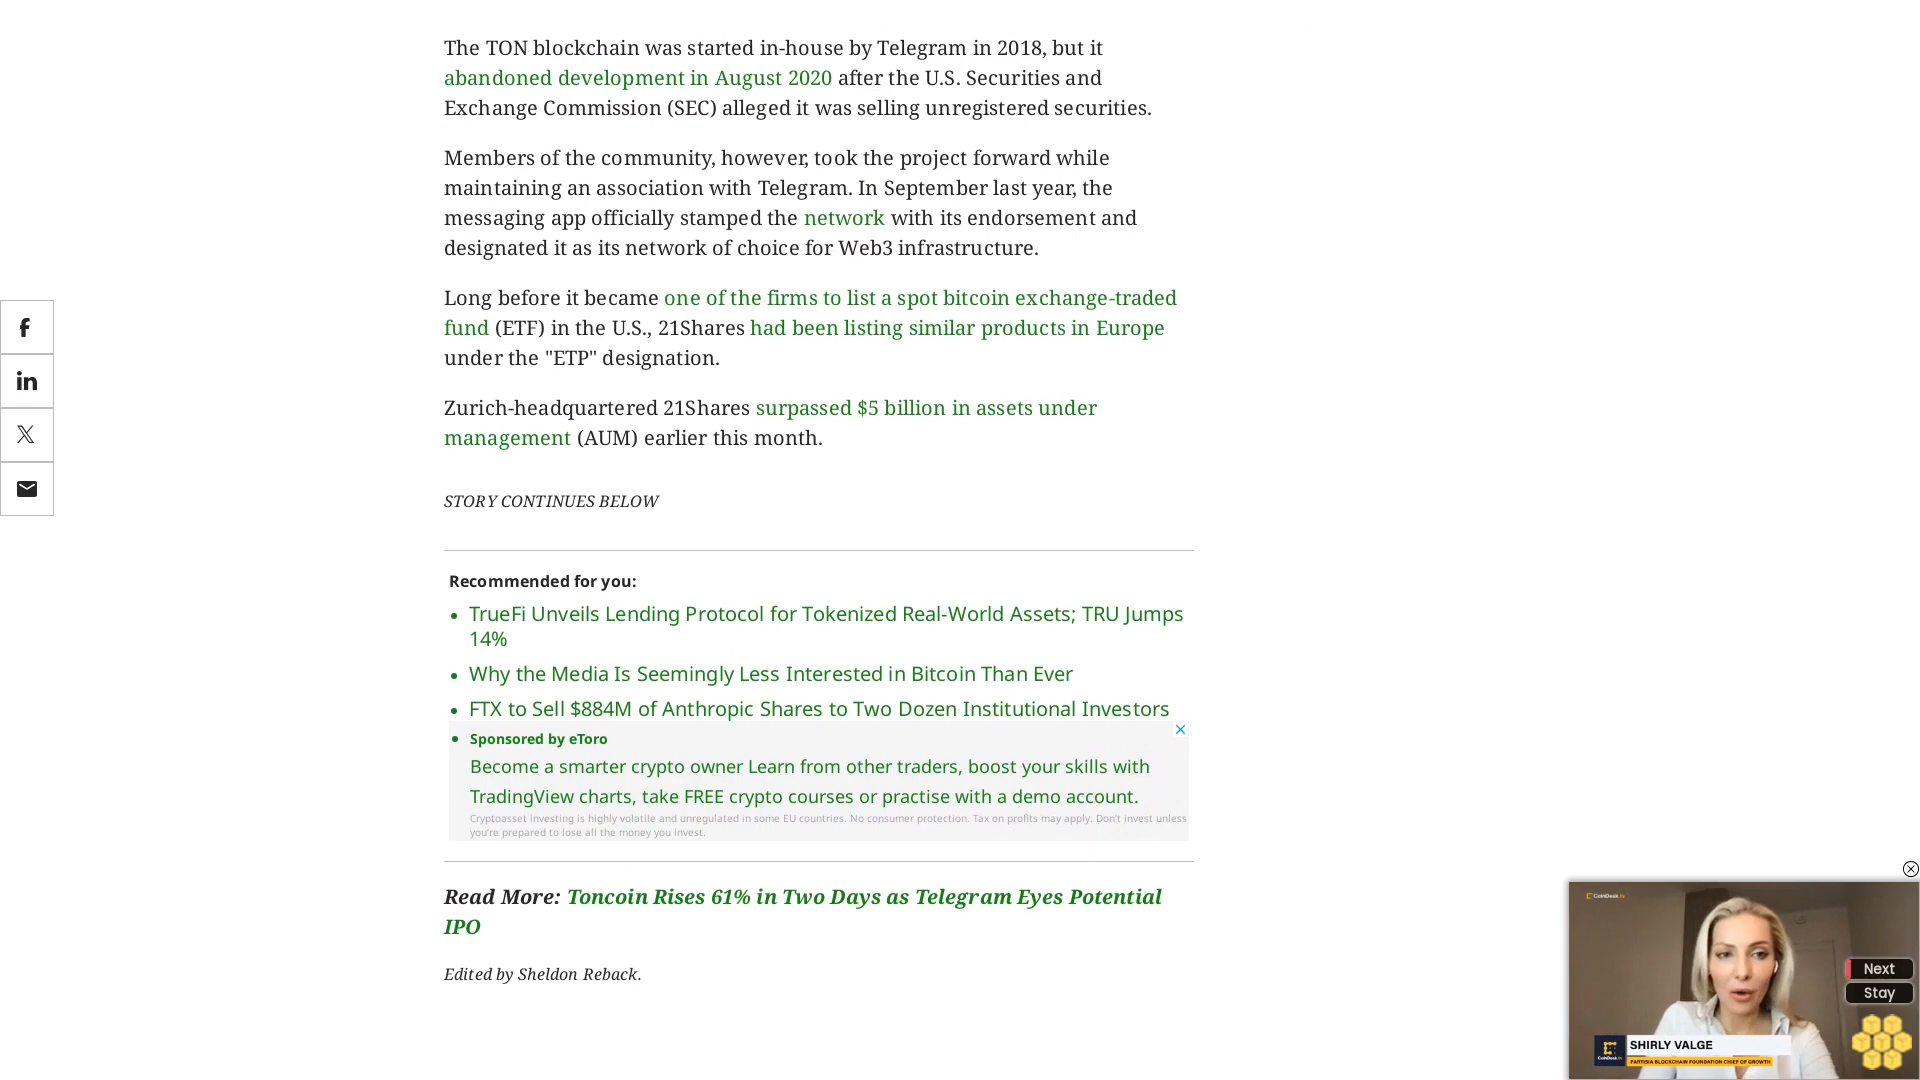 The TON blockchain was started in-house by Telegram in 2018, but it
abandoned development in August 2020 after the U.S. Securities and
Exchange Commission (SEC) alleged it was selling unregistered securities.
Members of the community, however, took the project forward while
maintaining an association with Telegram. In September last year, the
messaging app officially stamped the network with its endorsement and
designated it as its network of choice for Web3 infrastructure.
Long before it became one of the firms to list a spot bitcoin exchange-traded
fund (ETF) in the U.S., 21Shares had been listing similar products in Europe
under the "ETP" designation.
Zurich-headquartered 21Shares surpassed $5 billion in assets under
management (AUM) earlier this month.
STORY CONTINUES BELOW
Recommended for you:
• TrueFi Unveils Lending Protocol for Tokenized Real-World Assets; TRU Jumps
14%
• Why the Media Is Seemingly Less Interested in Bitcoin Than Ever
• FTX to Sell $884M of Anthropic Shares to Two Dozen Institutional Investors
• Sponsored by eToro
Become a smarter crypto owner Learn from other traders, boost your skills with
TradingView charts, take FREE crypto courses or practise with a demo account.
Cryptoasset investing is highly volatile and unregulated in some EU countries. No consumer protection. Tax on profits may apply. Don't invest unless
you're prepared to lose all the money you invest.
Read More: Toncoin Rises 61% in Two Days as Telegram Eyes Potential
IPO
Edited by Sheldon Reback.
CoinDesk tv
Next
Stay
SHIRLY VALGE
PARTISIA BLOCKCHAIN FOUNDATION CHIEF OF GROWTH
CoinDesk tv